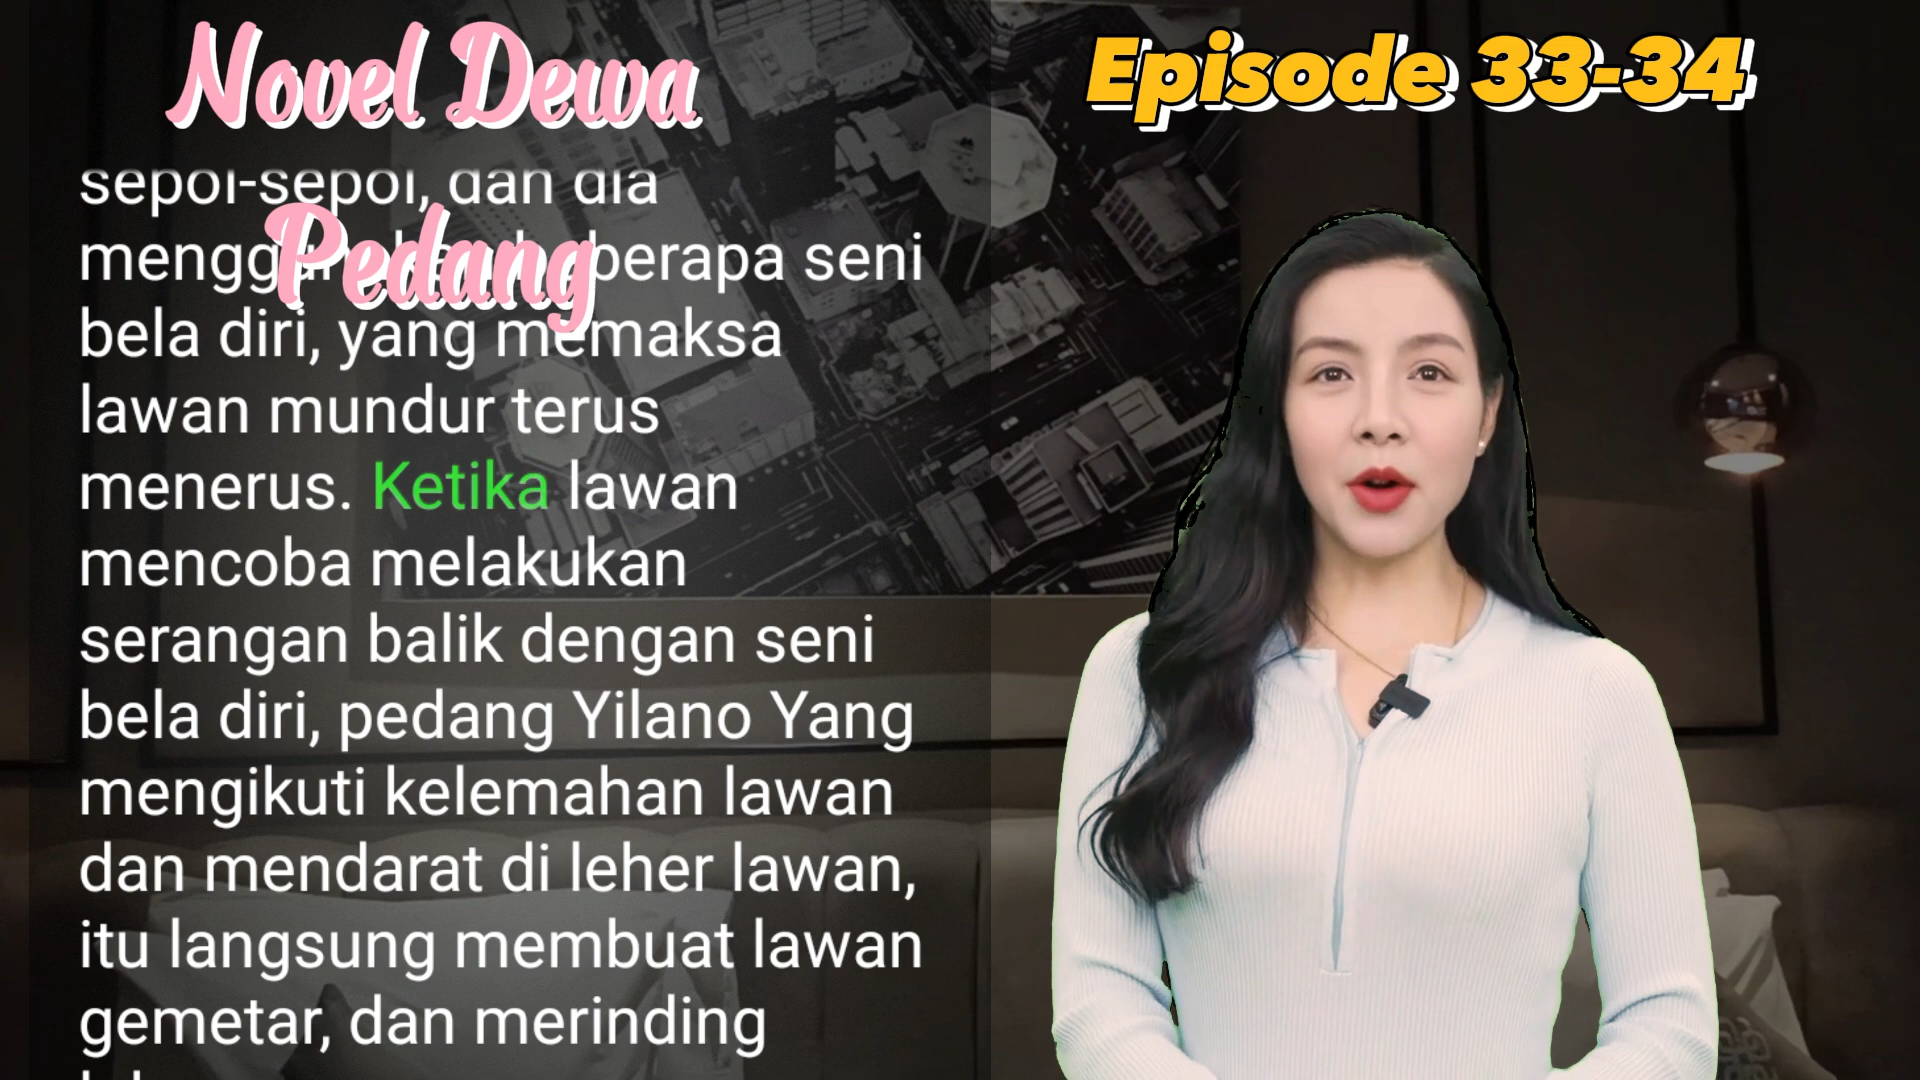 Novel Dewa
Pedang
Episode 33-34
sepoi-sepoi, dan dia
berapa seni
bela diri, yang memaksa
lawan mundur terus
menerus. Ketika lawan
mencoba melakukan
serangan balik dengan seni
bela diri, pedang Yilano Yang
mengikuti kelemahan lawan
dan mendarat di leher lawan,
itu langsung membuat lawan
gemetar, dan merinding